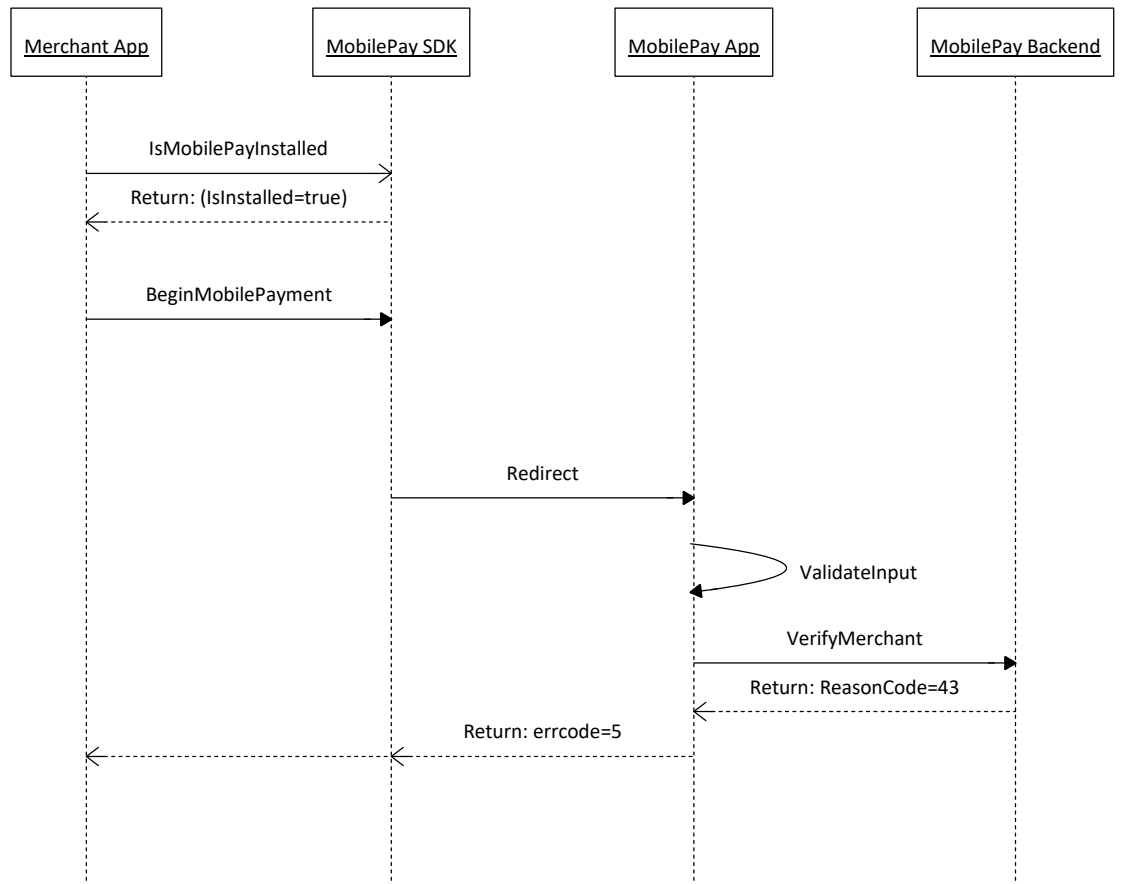 Merchant App
MobilePay SDK
MobilePay App
MobilePay Backend
IsMobilePayInstalled
Return: (IsInstalled=true)
BeginMobilePayment
Redirect
ValidateInput
VerifyMerchant
Return: ReasonCode=43
Return: errcode=5